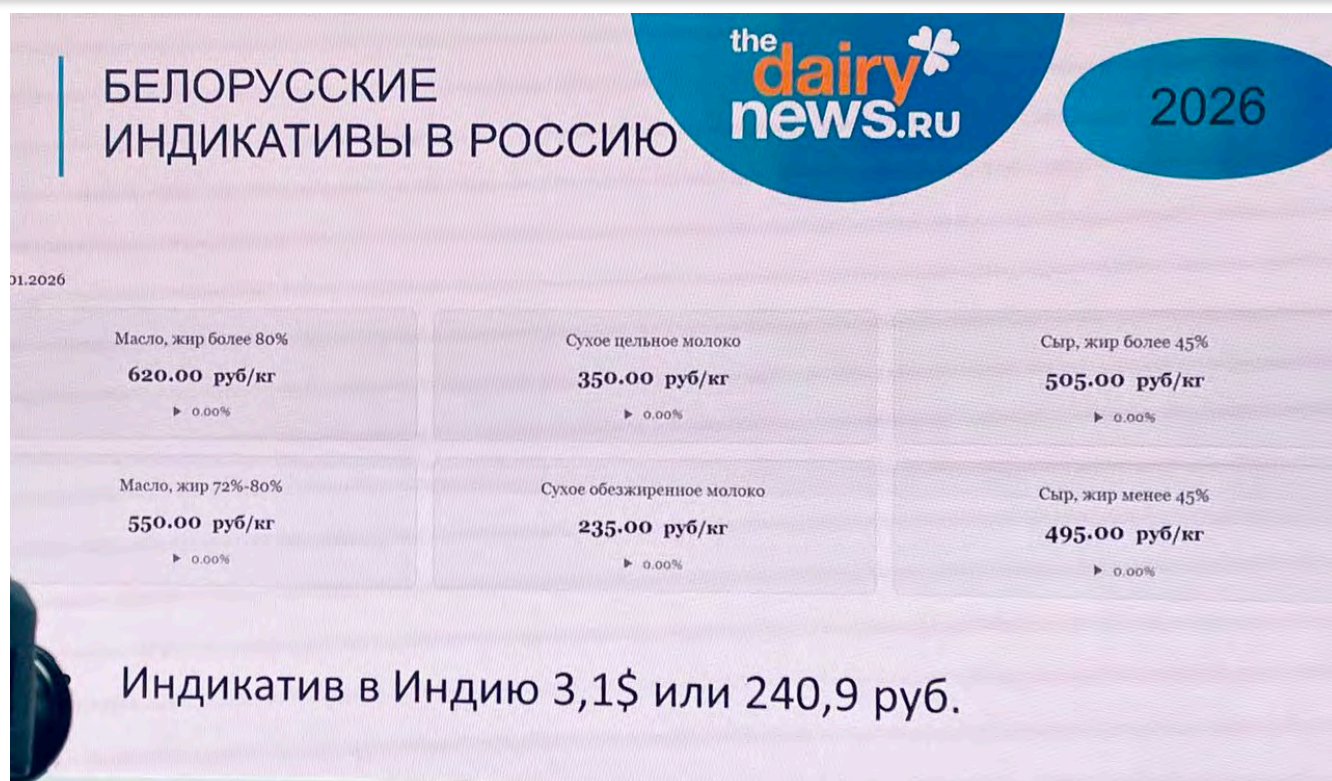 БЕЛОРУССКИЕ
ИНДИКАТИВЫ В РОССИЮ
the
dairy
news.RU
2026
01.2026
Масло, жир более 80%
620.00 руб/кг
0.00%
Сухое цельное молоко
350.00 руб/кг
0.00%
Сыр, жир более 45%
505.00 руб/кг
0.00%
Масло, жир 72%-80%
550.00 руб/кг
0.00%
Сухое обезжиренное молоко
235.00 руб/кг
0.00%
Сыр, жир менее 45%
495.00 руб/кг
0.00%
Индикатив в Индию 3,1$ или 240,9 руб.